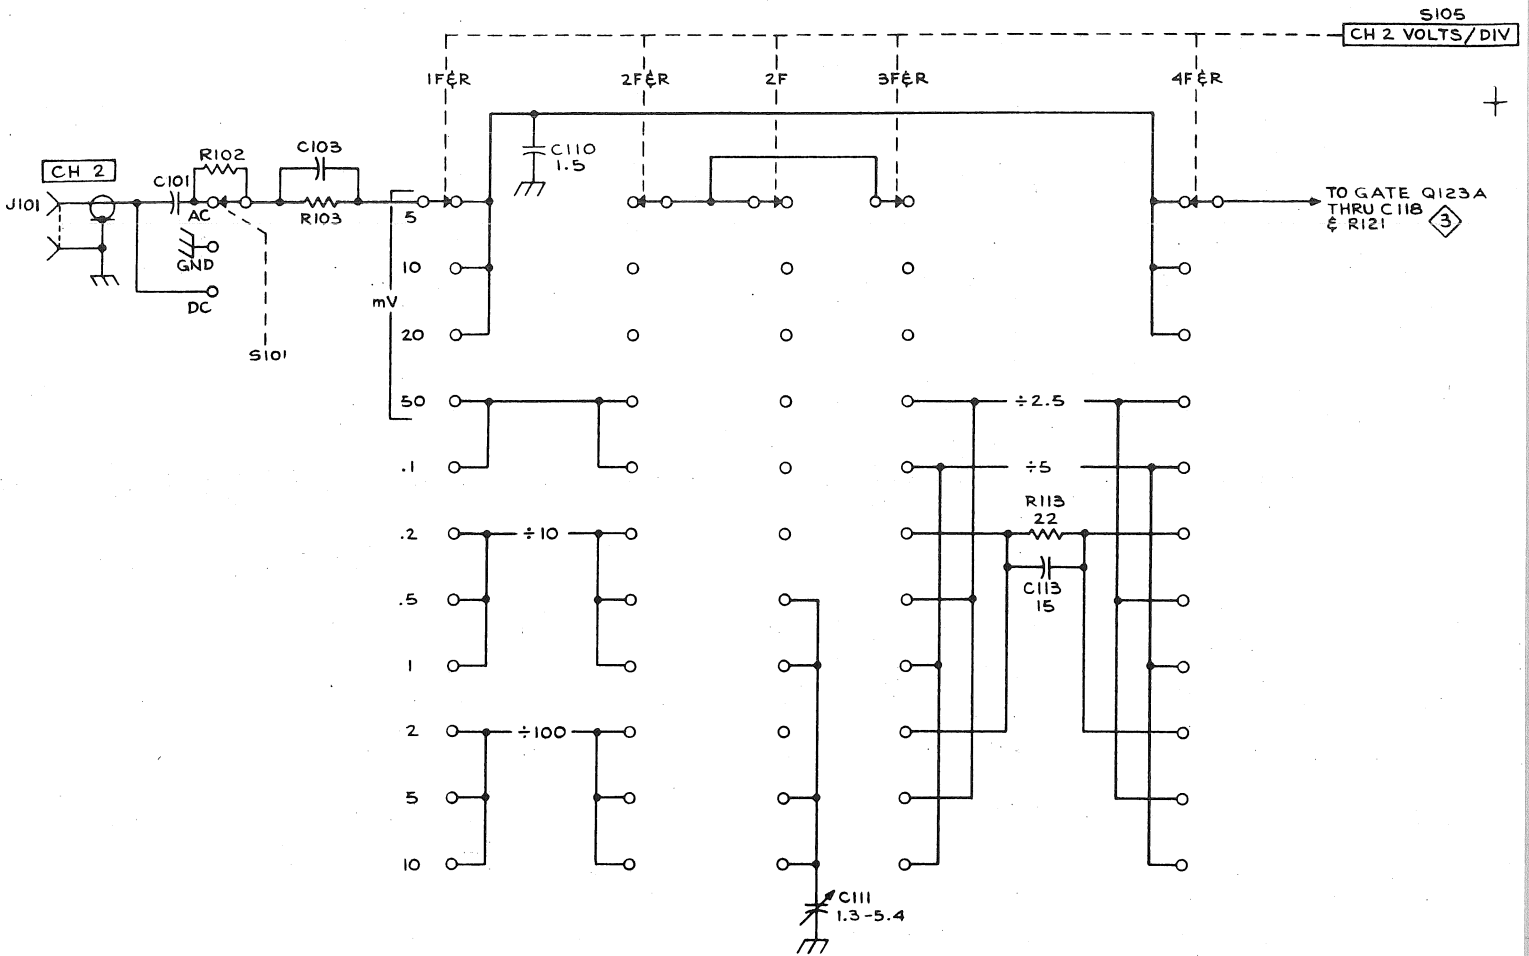 S105
CH 2 VOLTS/DIV
1F&R
2F&R
2F
3F&R
4F&R
CH 2
R102
C103
C110
1.5
C101
J101
AC
R103
5
TO GATE Q123A
THRU C118
& R121
3
GND
10
mV
DC
20
S101
50
÷2.5
.1
÷5
R113
22
.2
÷10
C113
15
.5
1
2
÷100
5
10
C111
1.3-5.4